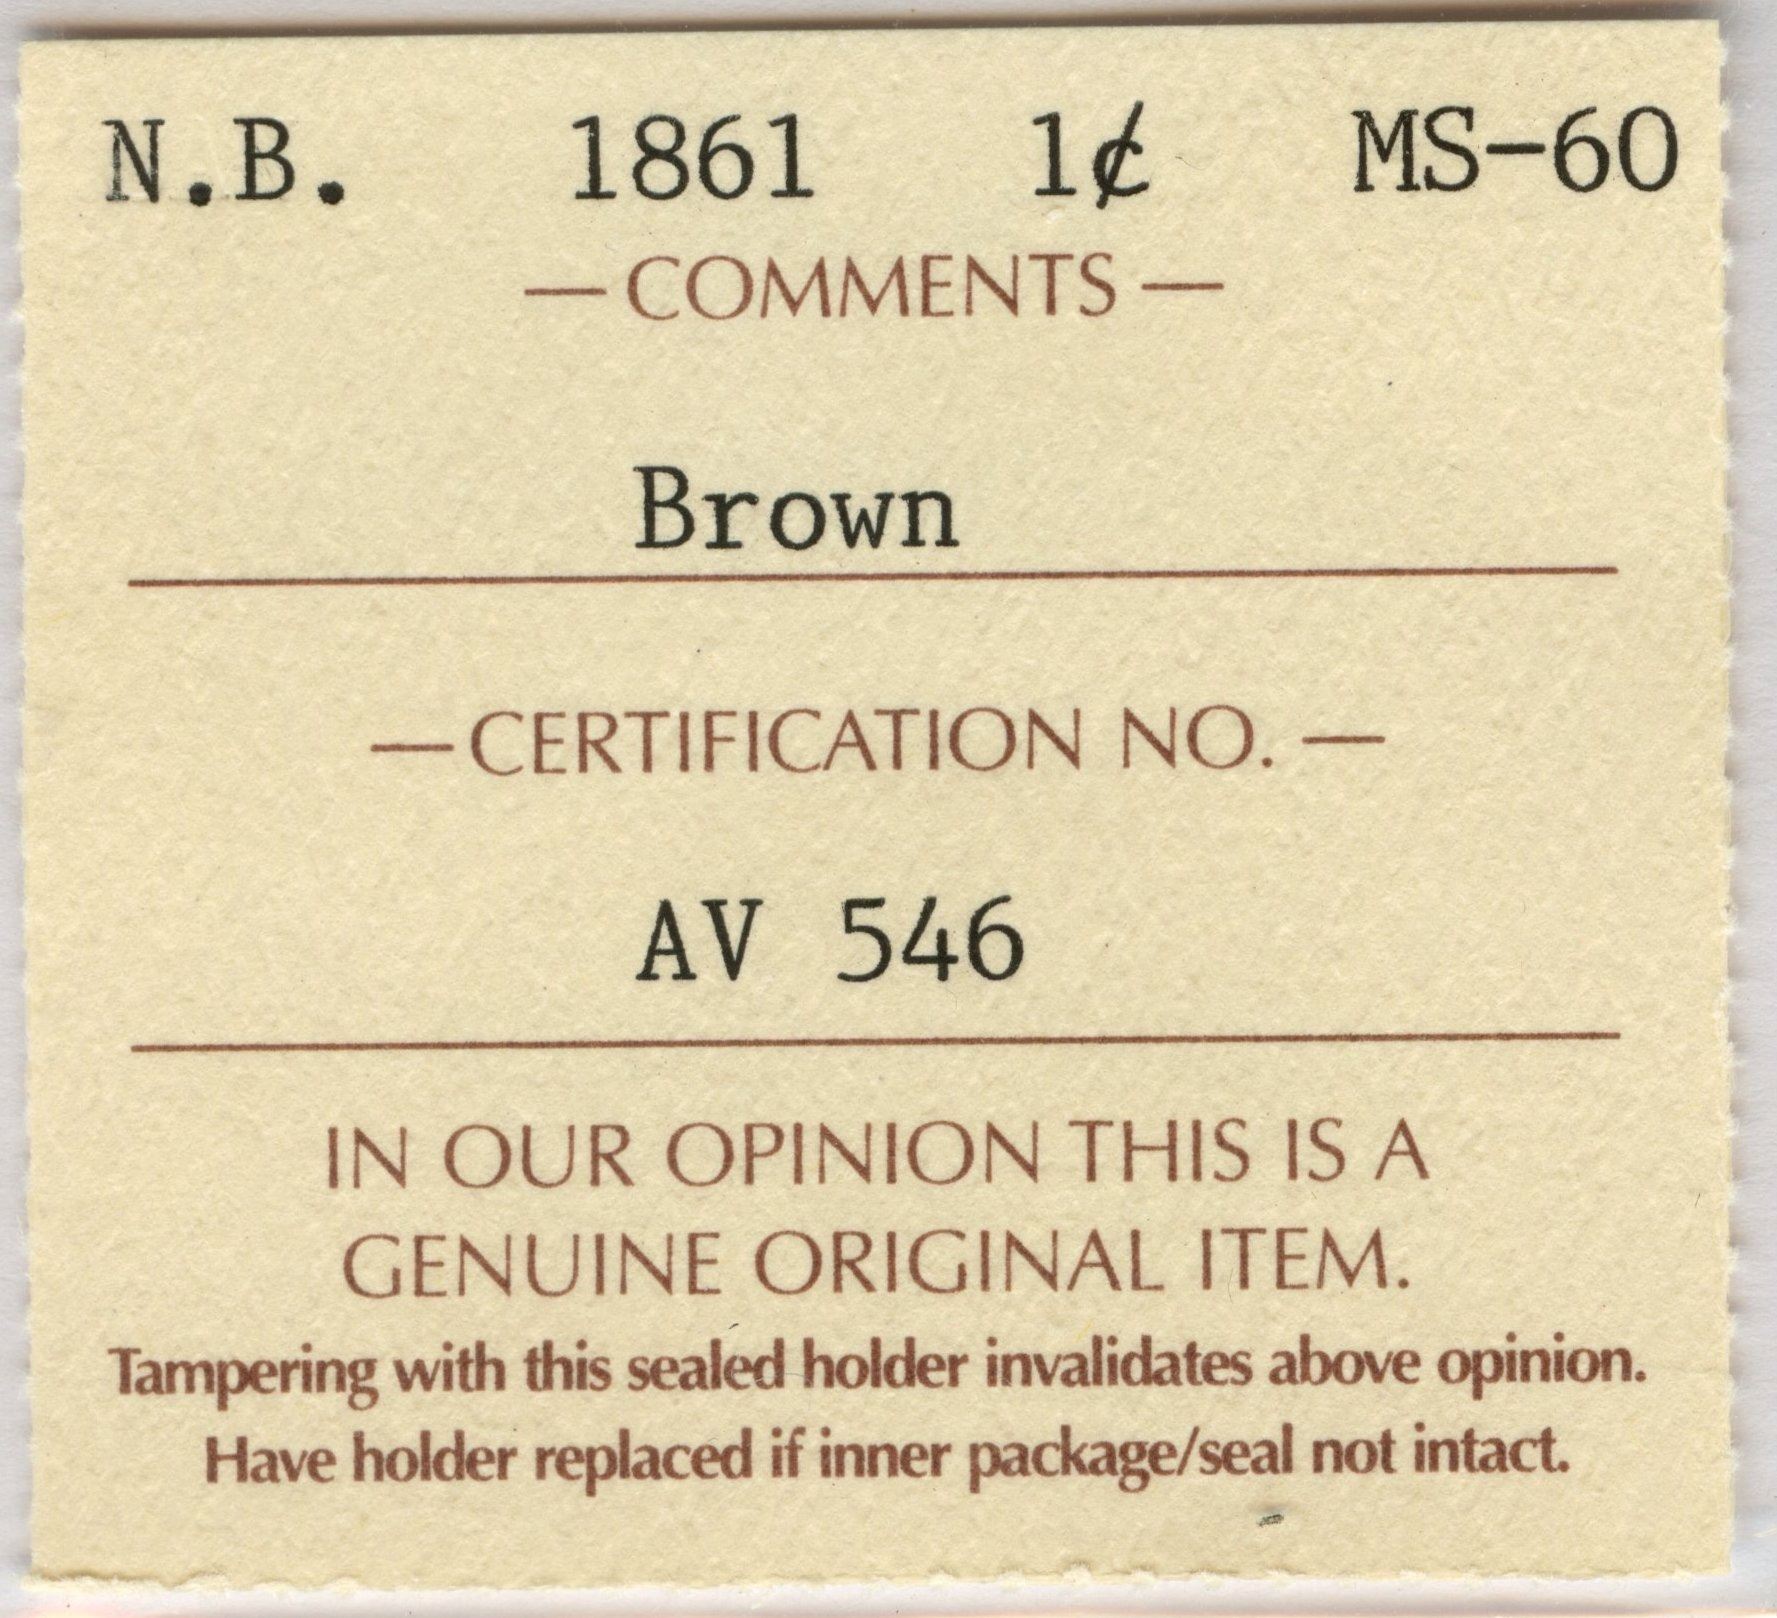 N.B. 1861 1¢ MS-60
—COMMENTS—
Brown
—CERTIFICATION NO.—
AV 546
IN OUR OPINION THIS IS A
GENUINE ORIGINAL ITEM.
Tampering with this sealed holder invalidates above opinion.
Have holder replaced if inner package/seal not intact.